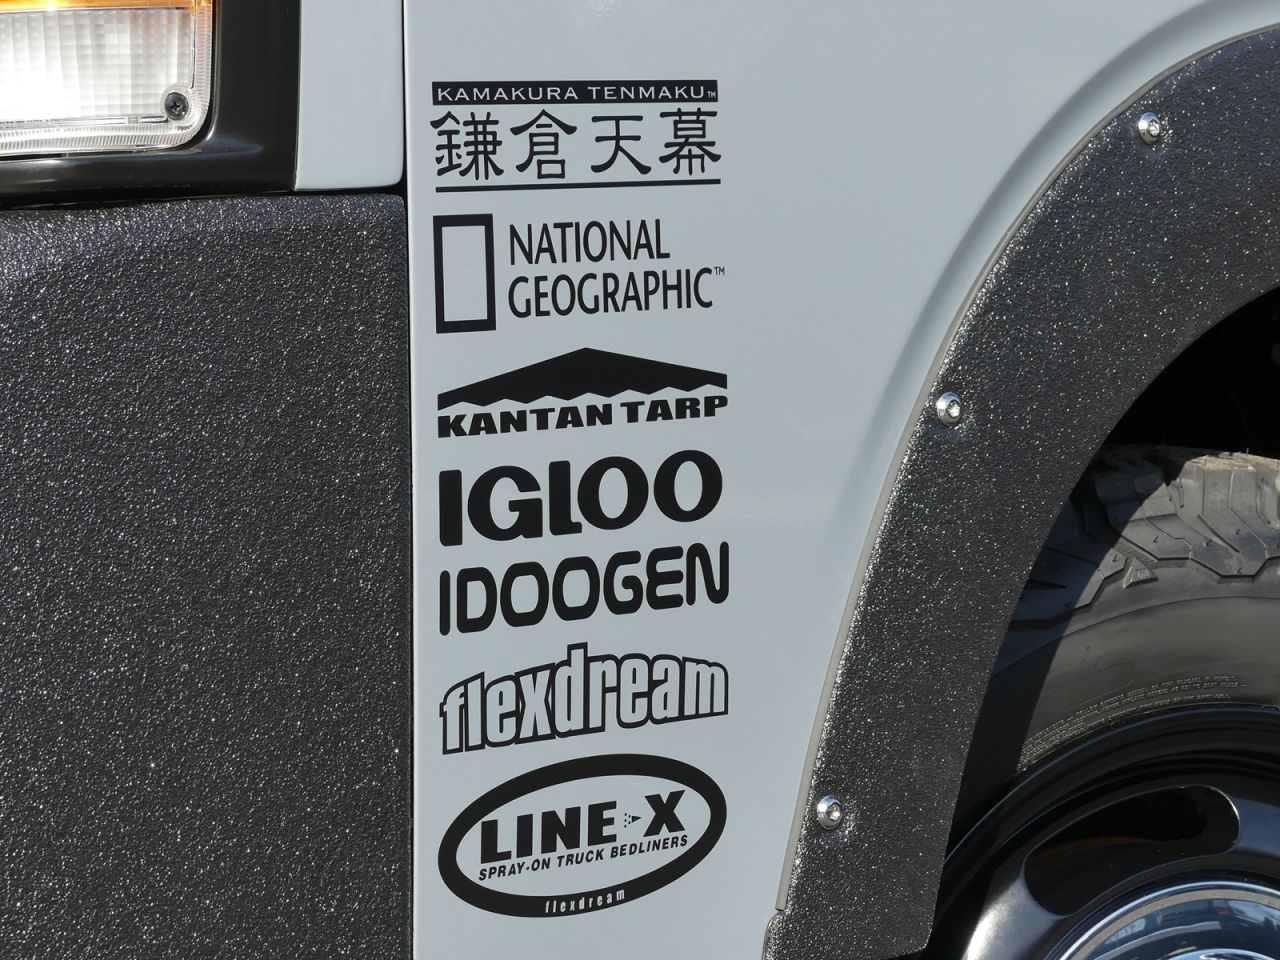 KAMAKURA TENMAKU™
鎌倉天幕
NATIONAL
GEOGRAPHIC™
KANTAN TARP
IGLOO
IDOOGEN
flexdream
LINE-X
SPRAY-ON TRUCK BEDLINERS
flexdream